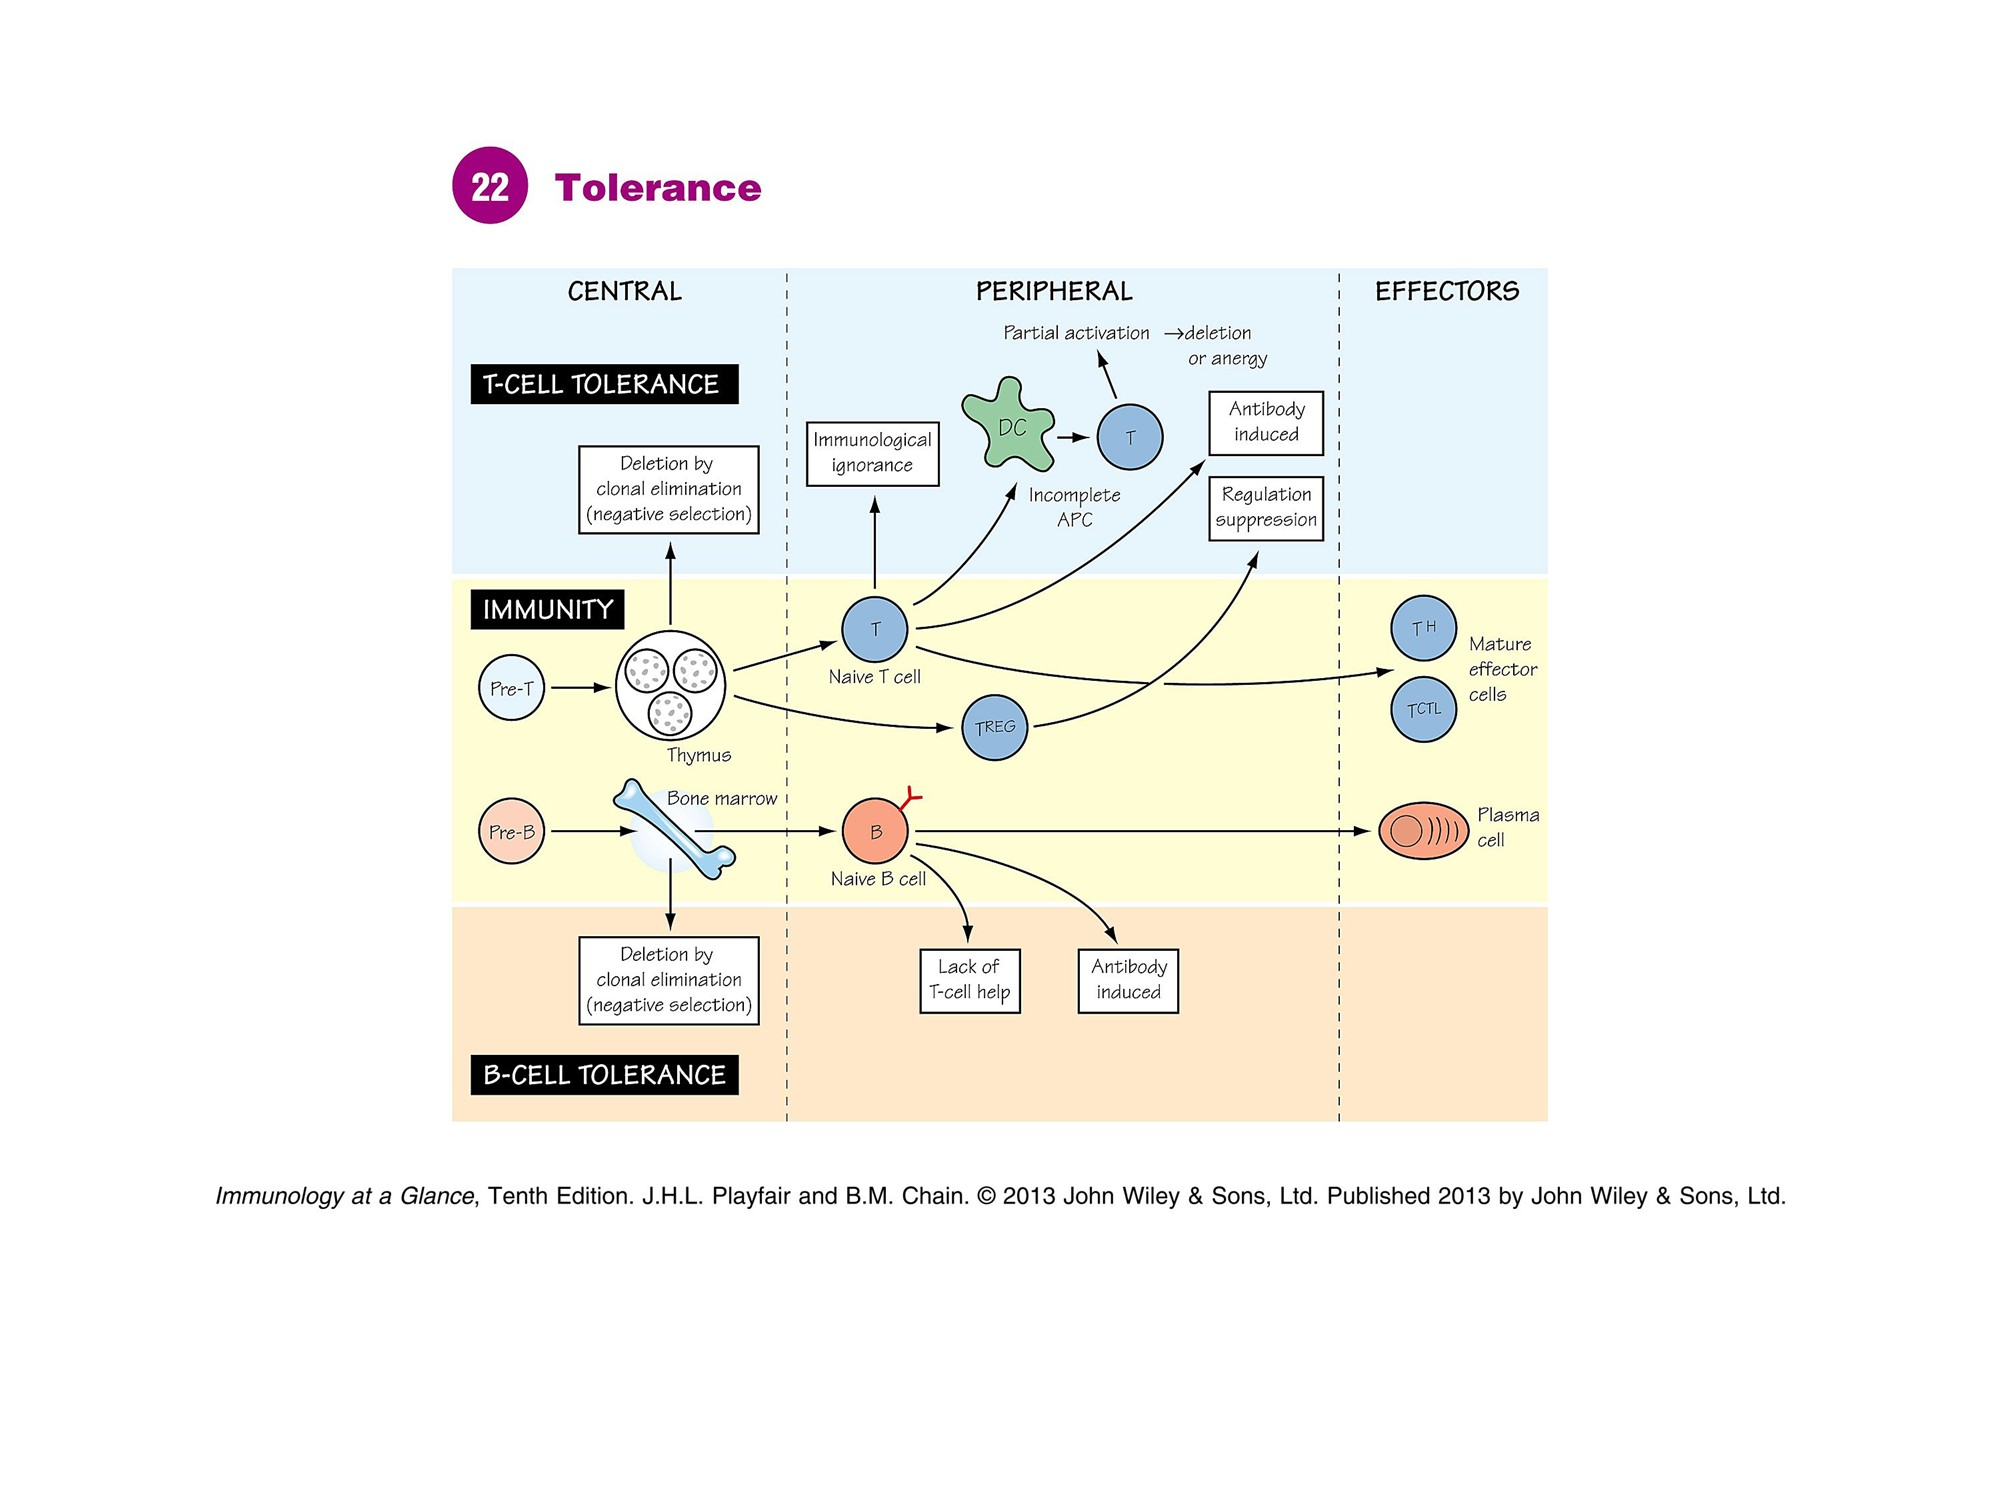 22 Tolerance
CENTRAL
PERIPHERAL
EFFECTORS
Partial activation →deletion
or anergy
T-CELL TOLERANCE
DC
T
Antibody
induced
Immunological
ignorance
Deletion by
clonal elimination
(negative selection)
Incomplete
APC
Regulation
suppression
IMMUNITY
Pre-T
Thymus
T
Naive T cell
TREG
TH
TCTL
Mature
effector
cells
Pre-B
Bone marrow
B
Naive B cell
Plasma
cell
Deletion by
clonal elimination
(negative selection)
Lack of
T-cell help
Antibody
induced
B-CELL TOLERANCE
Immunology at a Glance, Tenth Edition. J.H.L. Playfair and B.M. Chain. © 2013 John Wiley & Sons, Ltd. Published 2013 by John Wiley & Sons, Ltd.